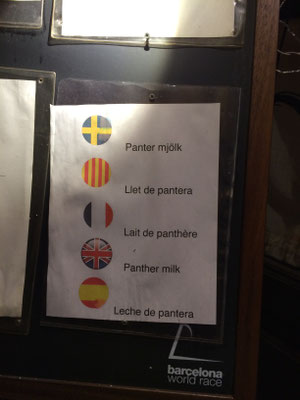 Panter mjölk
Llet de pantera
Lait de panthère
Panther milk
Leche de pantera
barcelona
world race